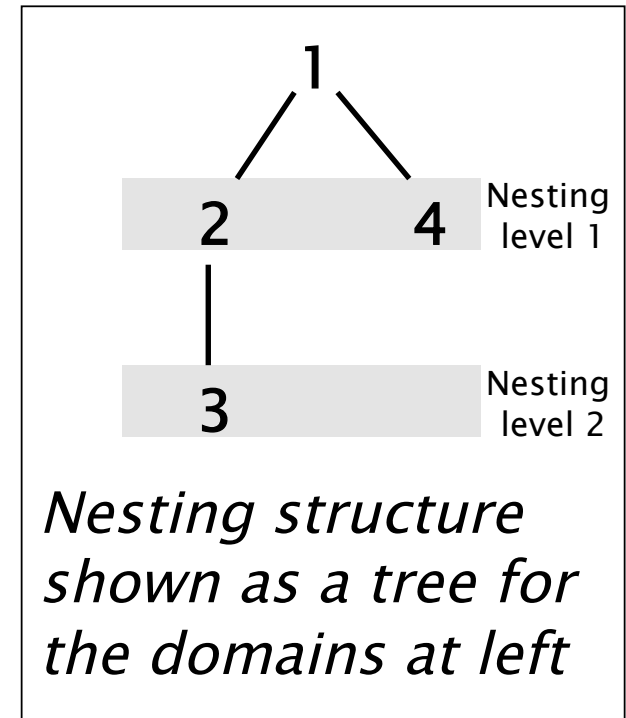 1
2 4 Nesting
level 1
3 Nesting
level 2
Nesting structure
shown as a tree for
the domains at left